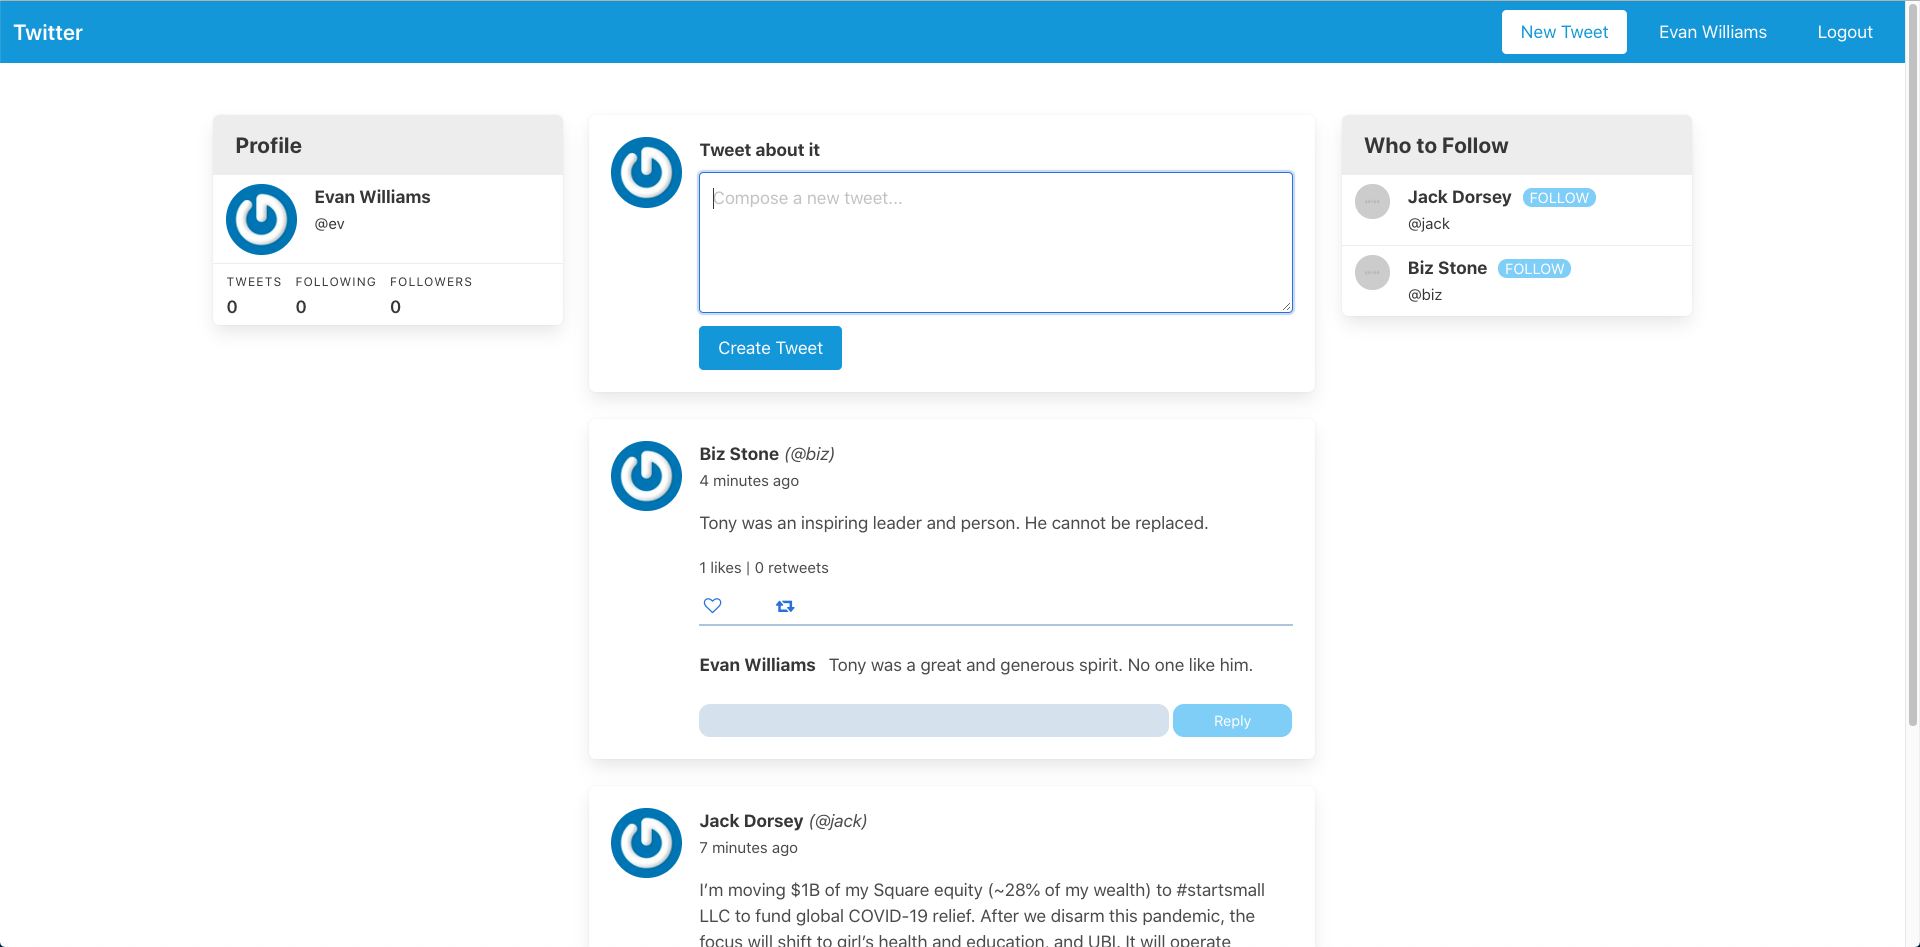 Twitter
New Tweet
Evan Williams
Logout
Profile
Evan Williams
@ev
TWEETS FOLLOWING FOLLOWERS
0 0 0
Tweet about it
Compose a new tweet...
Create Tweet
Biz Stone (@biz)
4 minutes ago
Tony was an inspiring leader and person. He cannot be replaced.
1 likes | 0 retweets
Evan Williams Tony was a great and generous spirit. No one like him.
Reply
Jack Dorsey (@jack)
7 minutes ago
I’m moving $1B of my Square equity (~28% of my wealth) to #startsmall
LLC to fund global COVID-19 relief. After we disarm this pandemic, the
focus will shift to girl’s health and education, and UBI. It will operate
Who to Follow
Jack Dorsey FOLLOW
@jack
Biz Stone FOLLOW
@biz